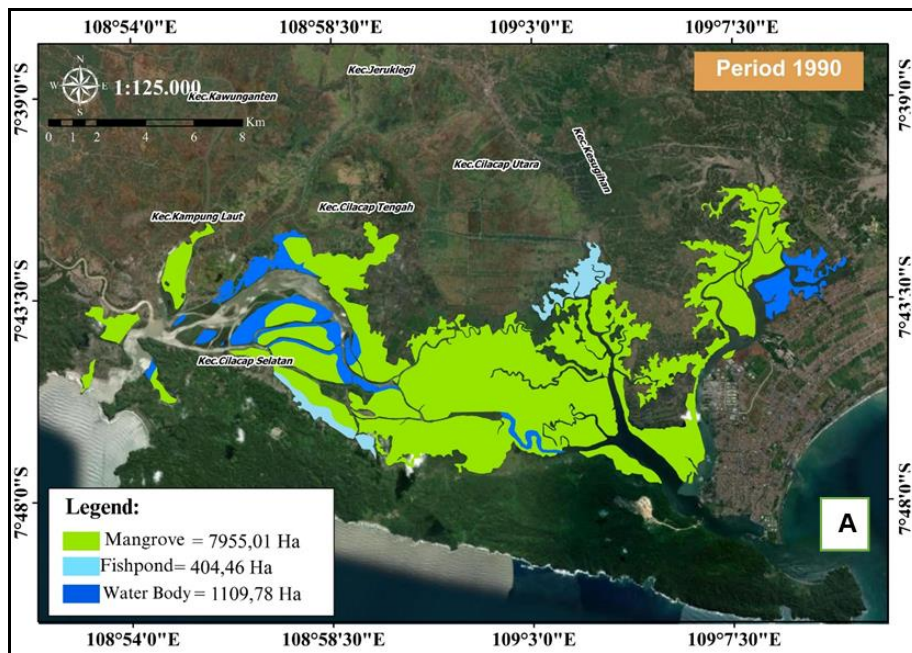 108°54'0"E 108°58'30"E 109°3'0"E 109°7'30"E
Period 1990
7°39'0"S
7°39'0"S
N
W E
S
1:125.000
0 2 4 6 8 Km
Kec.Jeruklegi
Kec.Kawunganten
Kec.Kesugihan
Kec.Cilacap Utara
Kec.Cilacap Tengah
Kec.Kampung Laut
7°43'30"S
7°43'30"S
Kec.Cilacap Selatan
7°48'0"S
7°48'0"S
Legend:
Mangrove = 7955,01 Ha
Fishpond= 404,46 Ha
Water Body = 1109,78 Ha
A
108°54'0"E 108°58'30"E 109°3'0"E 109°7'30"E